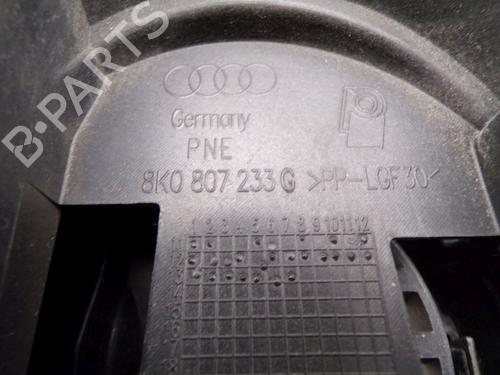 Germany
PNE
8K0 807 233 G >PP-LGF30<
1 2 3 4 5 6 7 8 9 10 11 12
B-PARTS